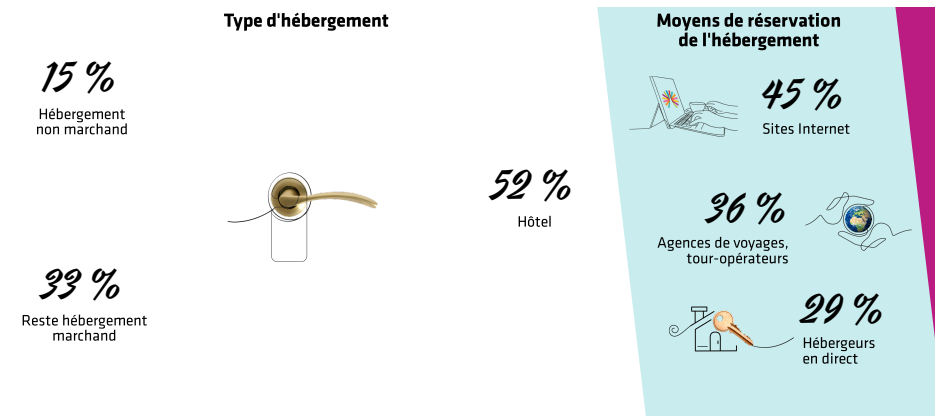 Type d'hébergement
15 %
Hébergement
non marchand
52 %
Hôtel
33 %
Reste hébergement
marchand
Moyens de réservation
de l'hébergement
45 %
Sites Internet
36 %
Agences de voyages,
tour-opérateurs
29 %
Hébergeurs
en direct